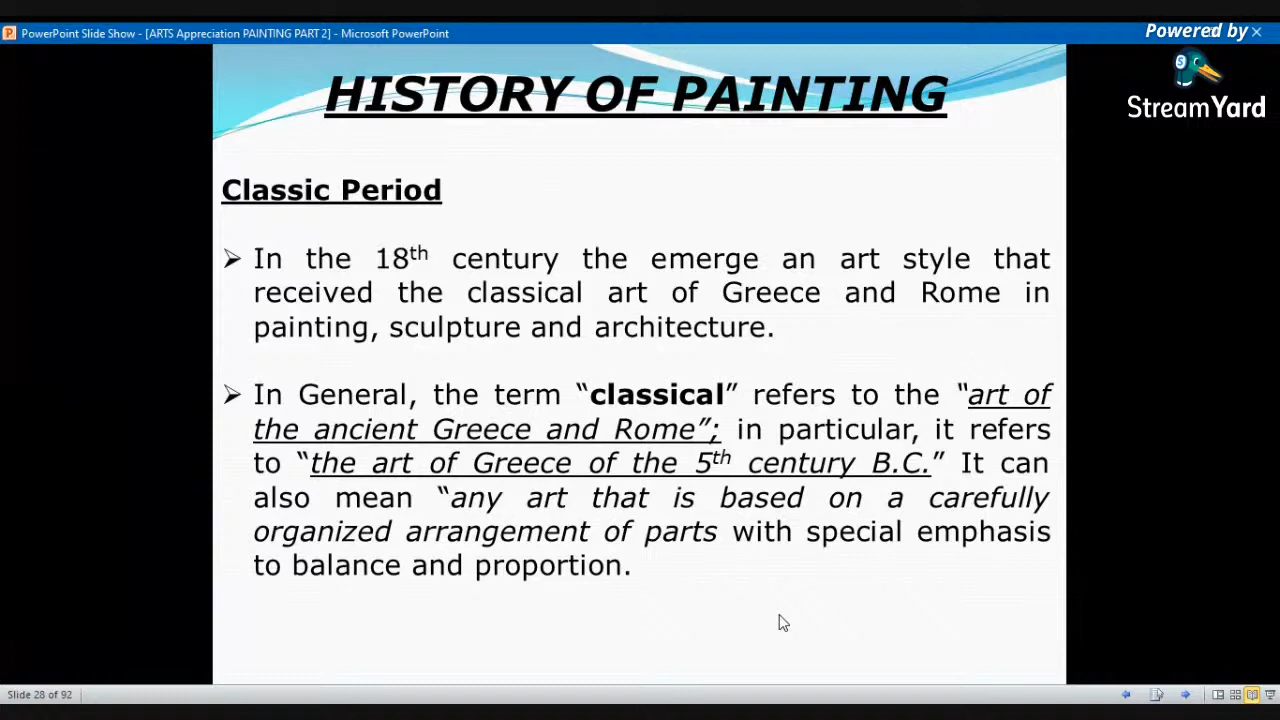 PowerPoint Slide Show - [ARTS Appreciation PAINTING PART 2] - Microsoft PowerPoint
Powered by
StreamYard
HISTORY OF PAINTING
Classic Period
In the 18th century the emerge an art style that
received the classical art of Greece and Rome in
painting, sculpture and architecture.
In General, the term “classical” refers to the “art of
the ancient Greece and Rome”; in particular, it refers
to “the art of Greece of the 5th century B.C.” It can
also mean “any art that is based on a carefully
organized arrangement of parts with special emphasis
to balance and proportion.
Slide 28 of 92